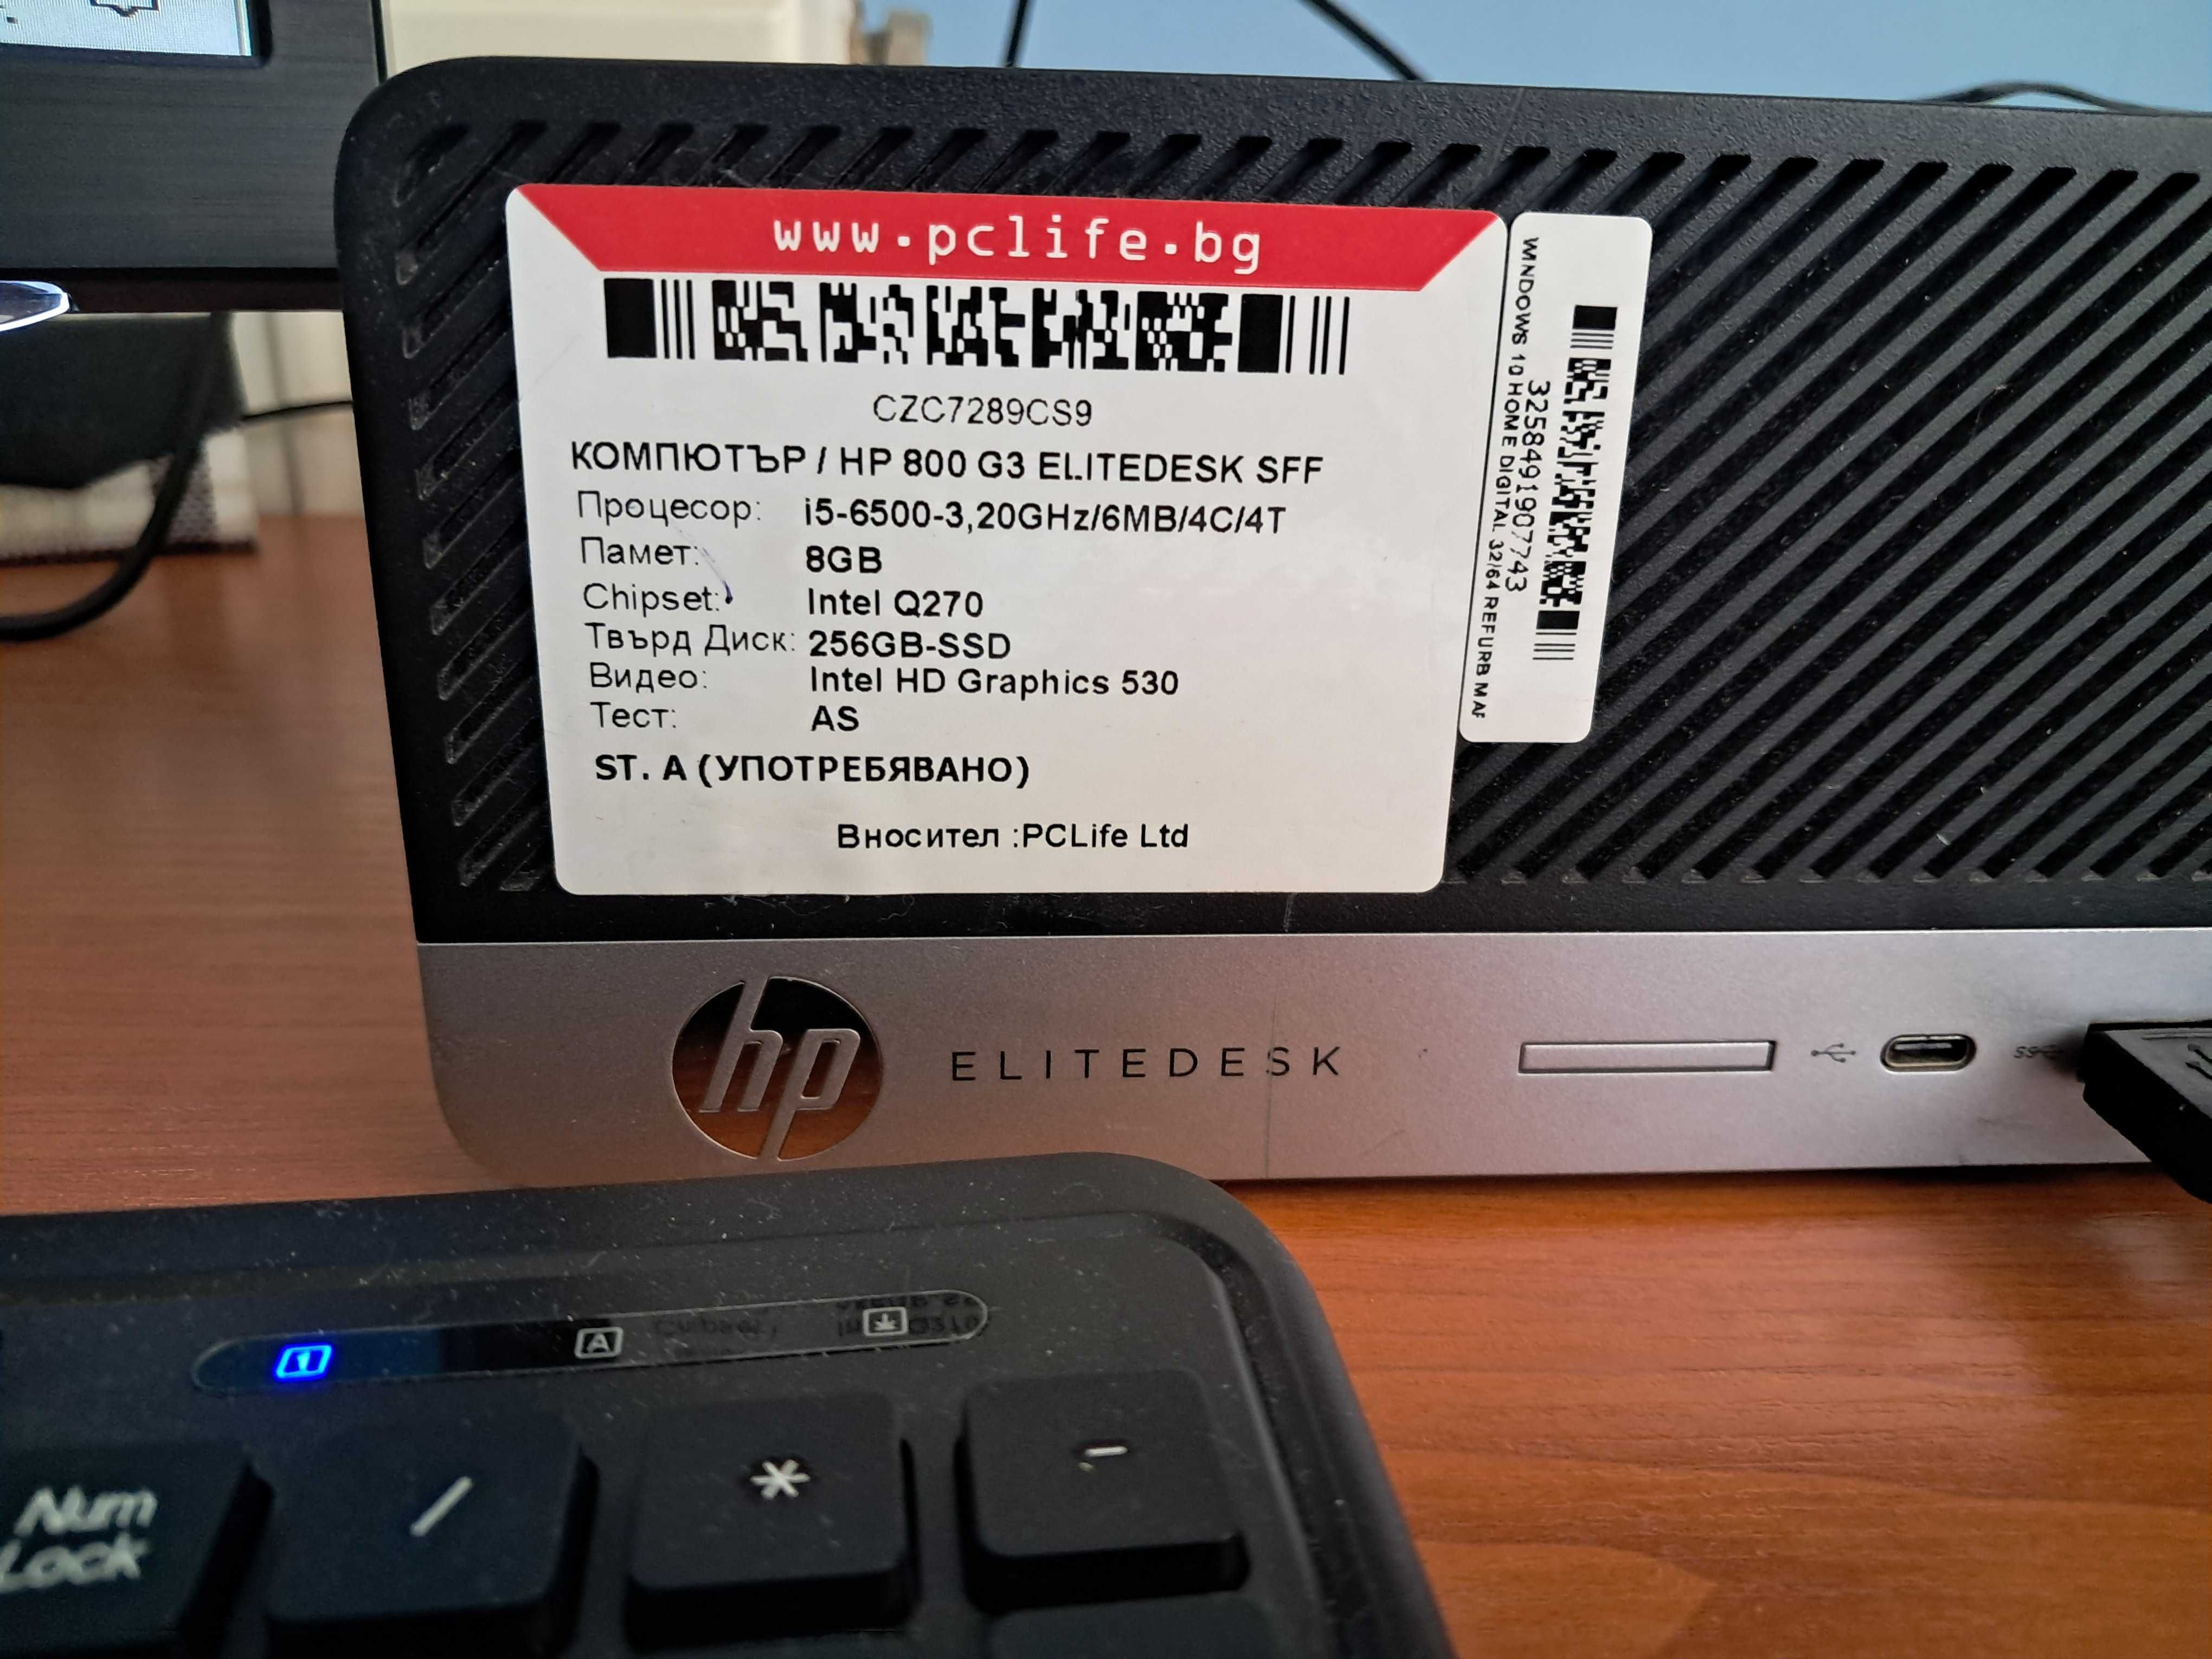 www.pclife.bg
CZC7289CS9
КОМПЮТЪР / HP 800 G3 ELITEDESK SFF
Процесор: i5-6500-3,20GHz/6MB/4C/4T
Памет: 8GB
Chipset: Intel Q270
Твърд Диск: 256GB-SSD
Видео: Intel HD Graphics 530
Тест: AS
ST. A (УПОТРЕБЯВАНО)
Вносител :PCLife Ltd
3258491907743
WINDOWS 10 HOME DIGITAL 32/64 REFURB MAR
hp
ELITEDESK
1
A
Num
Lock
/
*
-